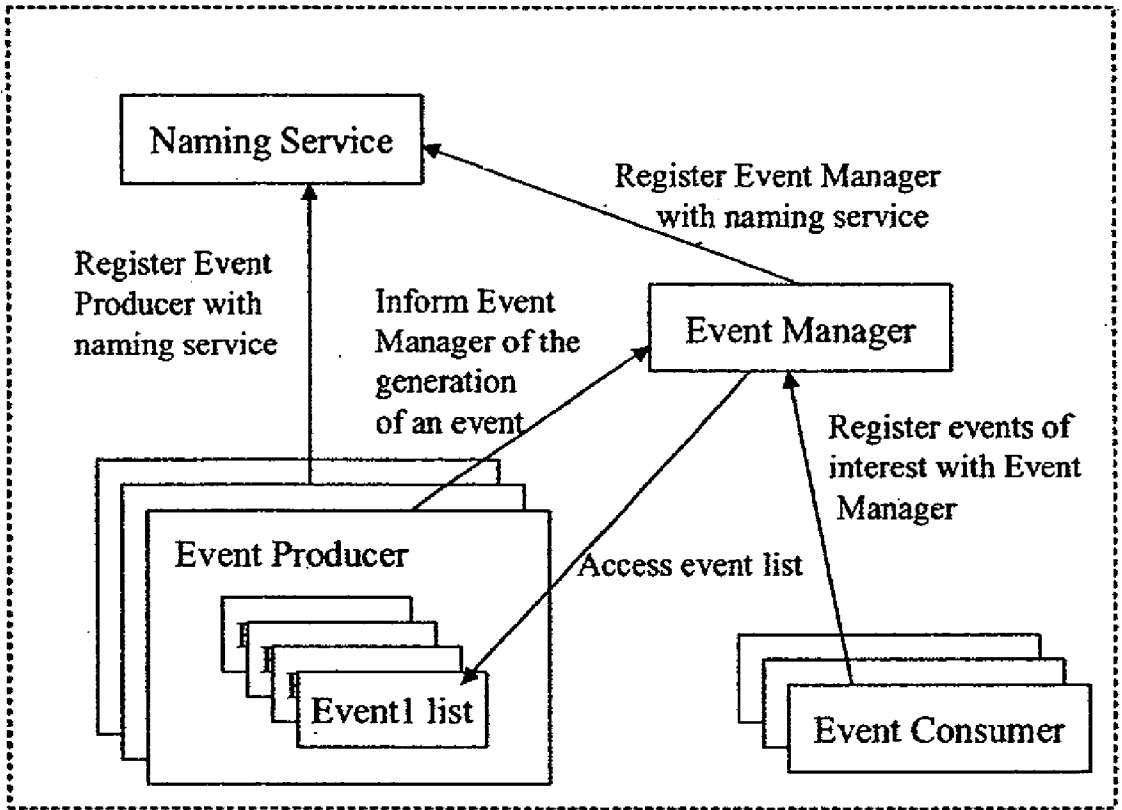 Naming Service
Register Event Manager
with naming service
Register Event
Producer with
naming service
Inform Event
Manager of the
generation
of an event
Event Manager
Register events of
interest with Event
Manager
Event Producer
Access event list
E
E
E
Event1 list
Event Consumer